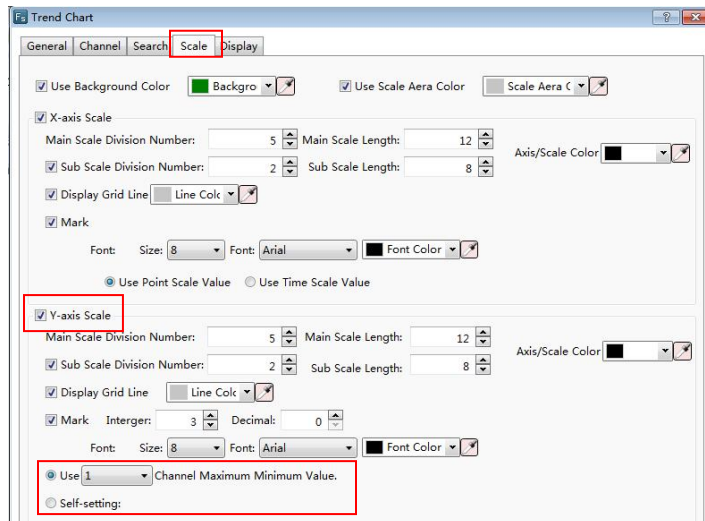 Fs Trend Chart ?
General Channel Search Scale Display
Use Background Color Backgro Use Scale Aera Color Scale Aera C
X-axis Scale
Main Scale Division Number: 5 Main Scale Length: 12
Axis/Scale Color
Sub Scale Division Number: 2 Sub Scale Length: 8
Display Grid Line Line Colc
Mark
Font: Size: 8 Font: Arial Font Color
Use Point Scale Value Use Time Scale Value
Y-axis Scale
Main Scale Division Number: 5 Main Scale Length: 12
Axis/Scale Color
Sub Scale Division Number: 2 Sub Scale Length: 8
Display Grid Line Line Colc
Mark Interger: 3 Decimal: 0
Font: Size: 8 Font: Arial Font Color
Use 1 Channel Maximum Minimum Value.
Self-setting: